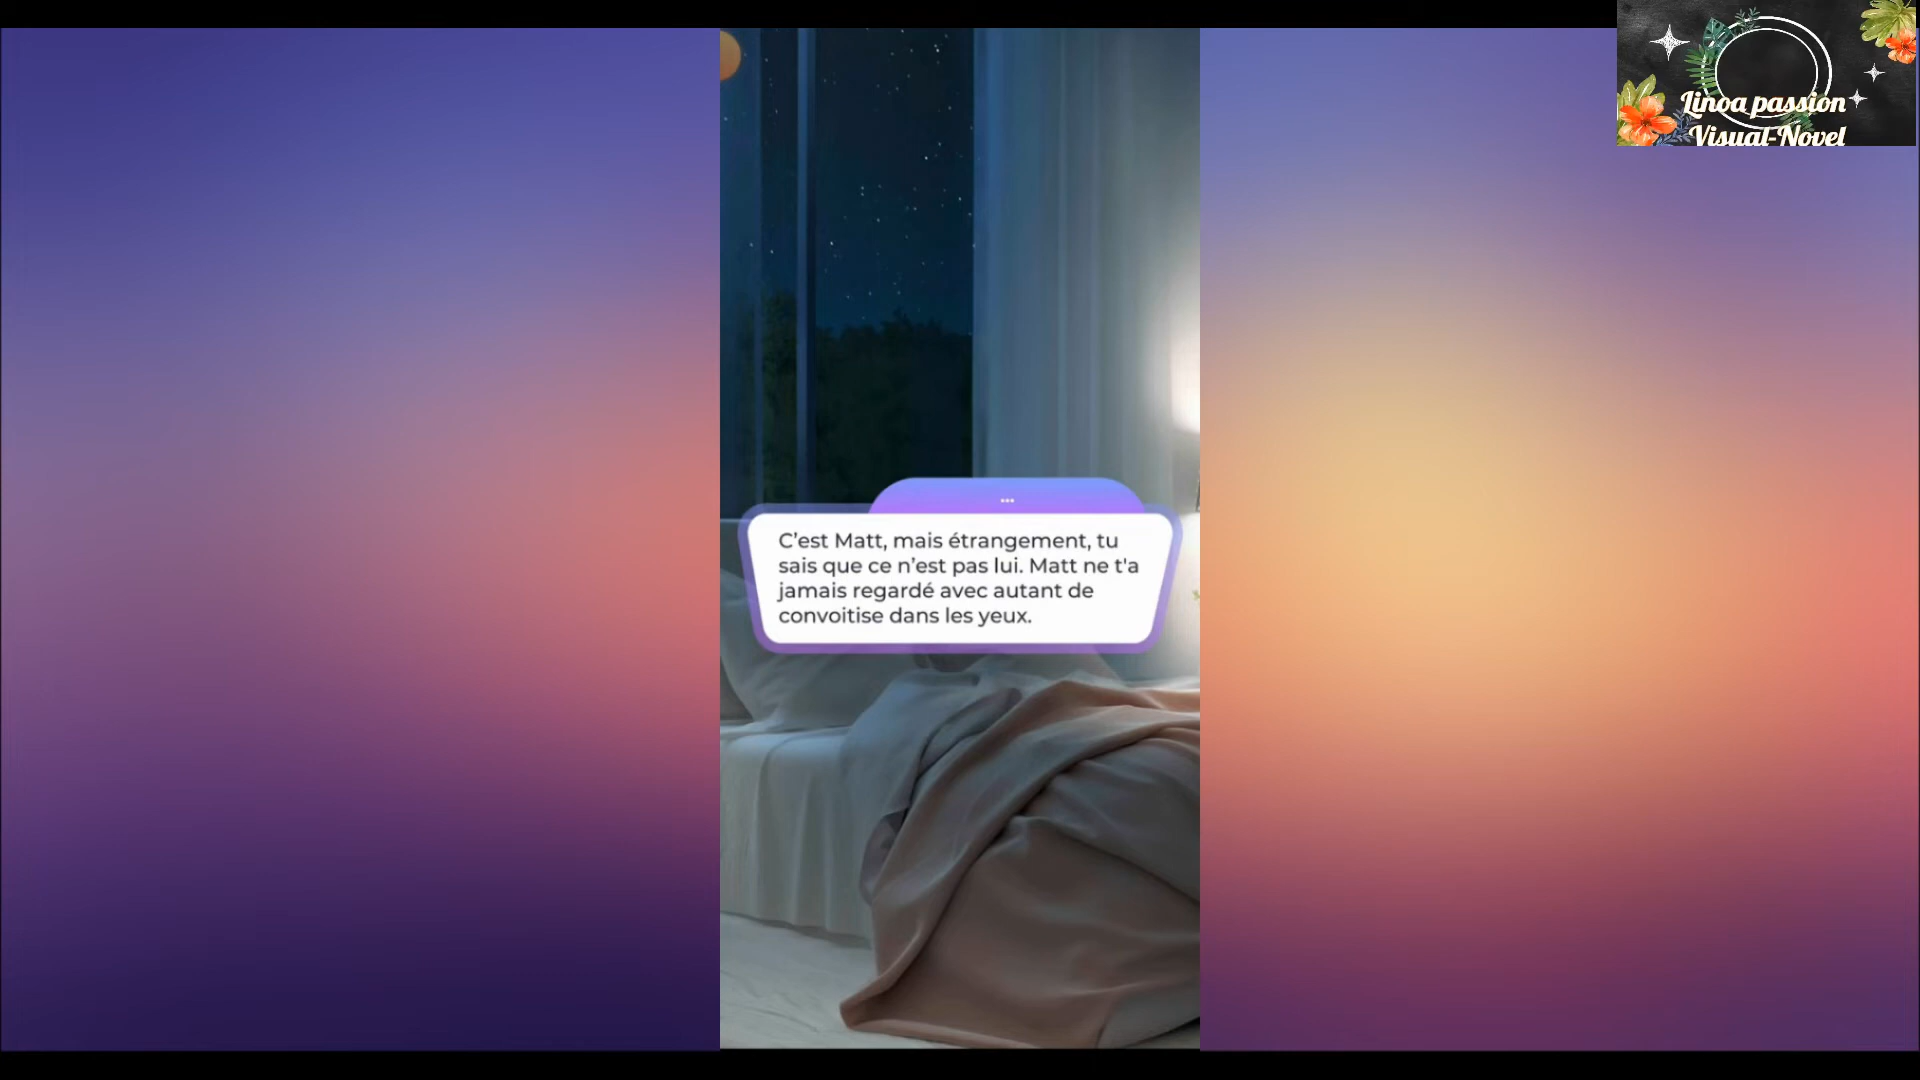 Linoa passion
Visual-Novel
...
C’est Matt, mais étrangement, tu
sais que ce n’est pas lui. Matt ne t'a
jamais regardé avec autant de
convoitise dans les yeux.